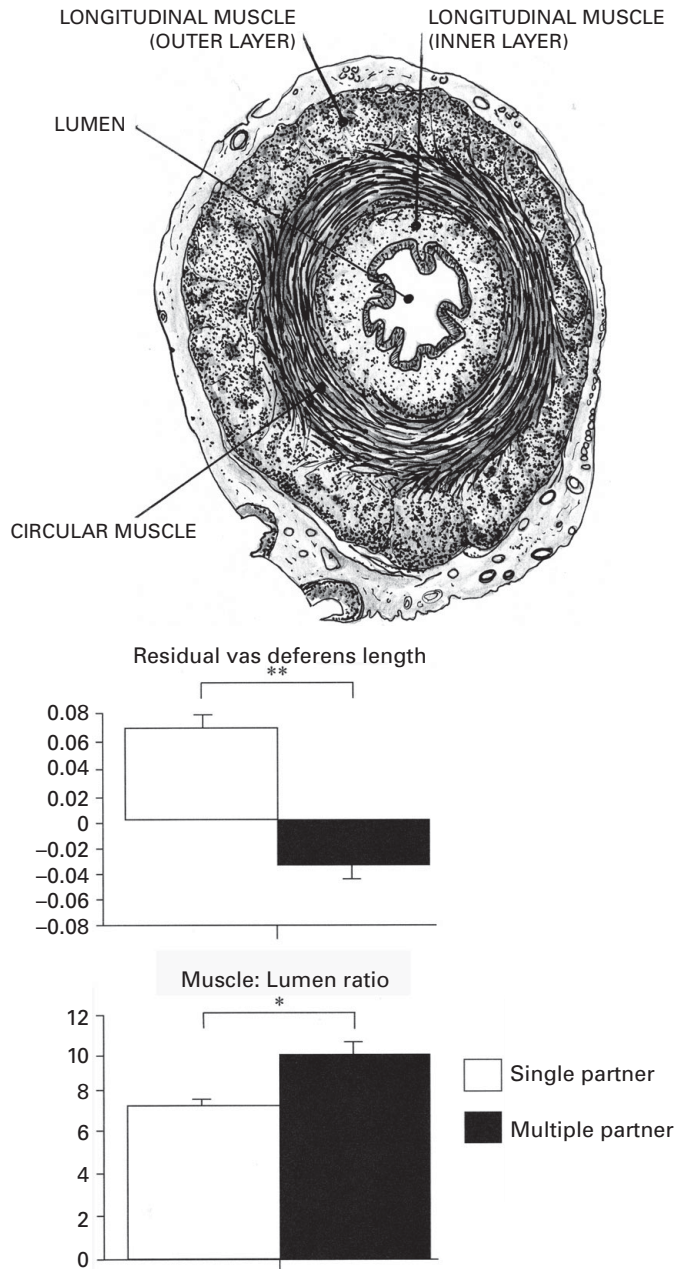 LONGITUDINAL MUSCLE
(OUTER LAYER)
LONGITUDINAL MUSCLE
(INNER LAYER)
LUMEN
CIRCULAR MUSCLE
Residual vas deferens length
**
0.08
0.06
0.04
0.02
0
–0.02
–0.04
–0.06
–0.08
Muscle: Lumen ratio
*
12
10
8
6
4
2
0
Single partner
Multiple partner